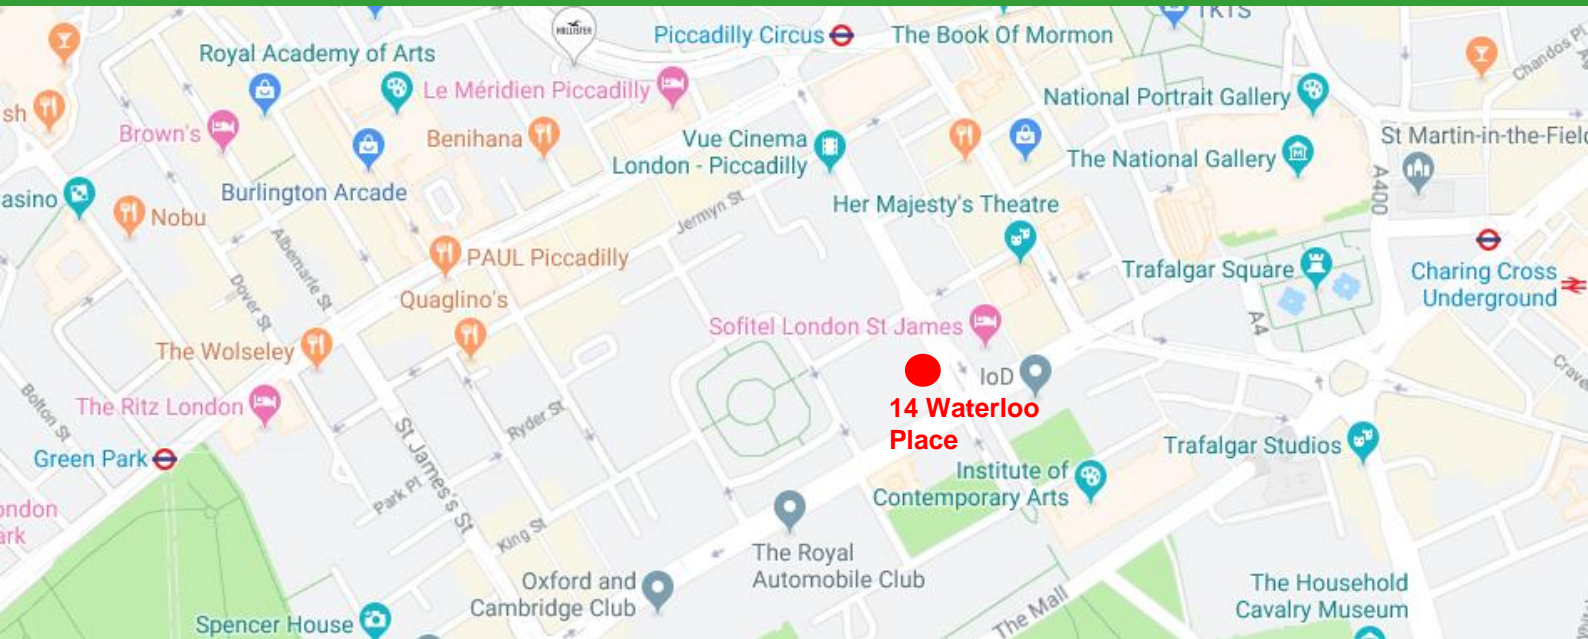 TKTS
HOLLISTER
Piccadilly Circus
The Book Of Mormon
Chandos Pl
Royal Academy of Arts
Le Méridien Piccadilly
National Portrait Gallery
sh
Brown's
Benihana
Vue Cinema
London - Piccadilly
St Martin-in-the-Field
The National Gallery
Burlington Arcade
A400
asino
Nobu
Jermyn St
Her Majesty's Theatre
Albemarle St
PAUL Piccadilly
Trafalgar Square
Charing Cross
Underground
Dover St
Quaglino's
Sofitel London St James
A4
The Wolseley
IoD
Crave
Bolton St
The Ritz London
14 Waterloo
Place
Ryder St
St James's St
Green Park
Trafalgar Studios
Institute of
Contemporary Arts
Park Pl
ondon
ark
King St
The Royal
Automobile Club
Oxford and
Cambridge Club
The Mall
The Household
Cavalry Museum
Spencer House